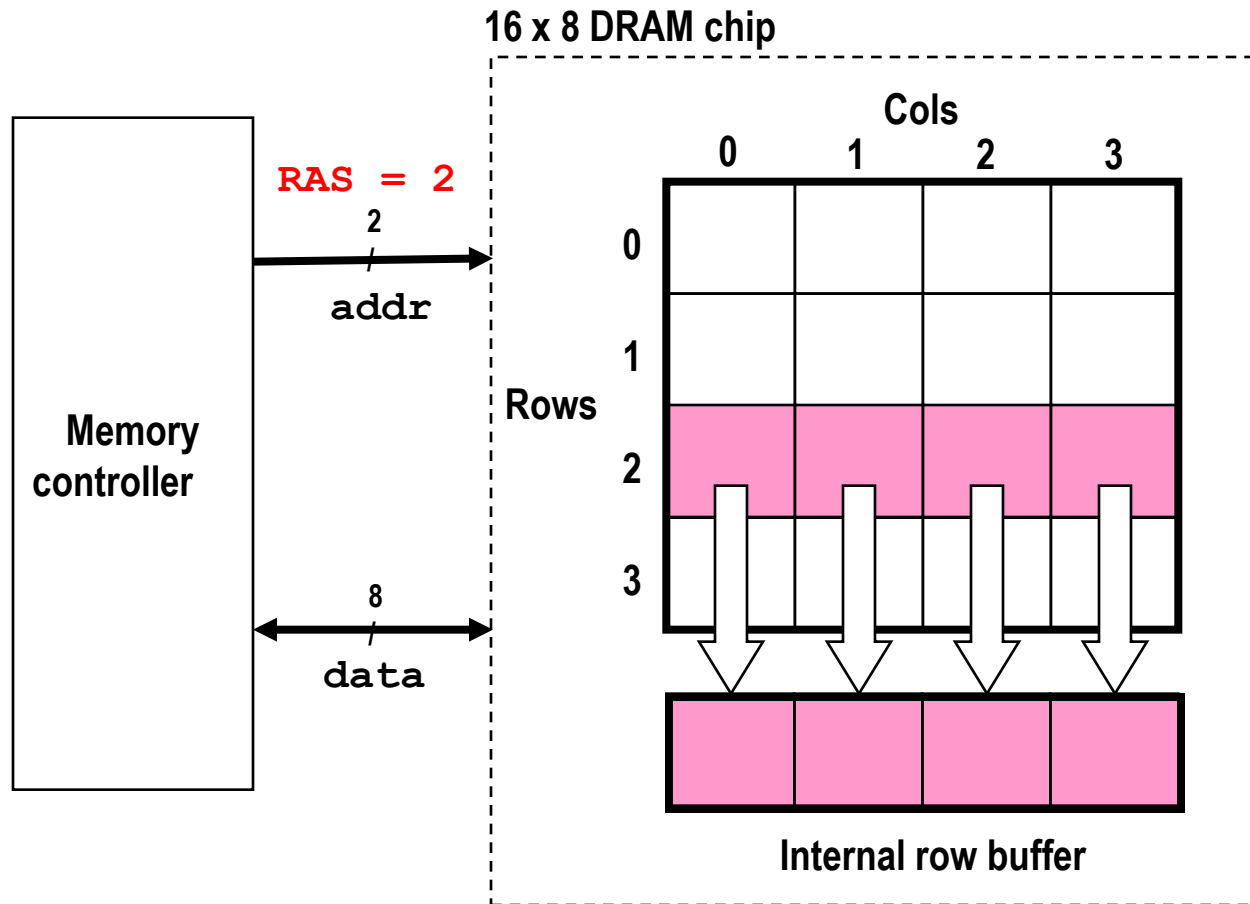 16 x 8 DRAM chip
Cols
0 1 2 3
RAS = 2
2
addr
0
1
Rows
2
3
Memory
controller
8
data
Internal row buffer